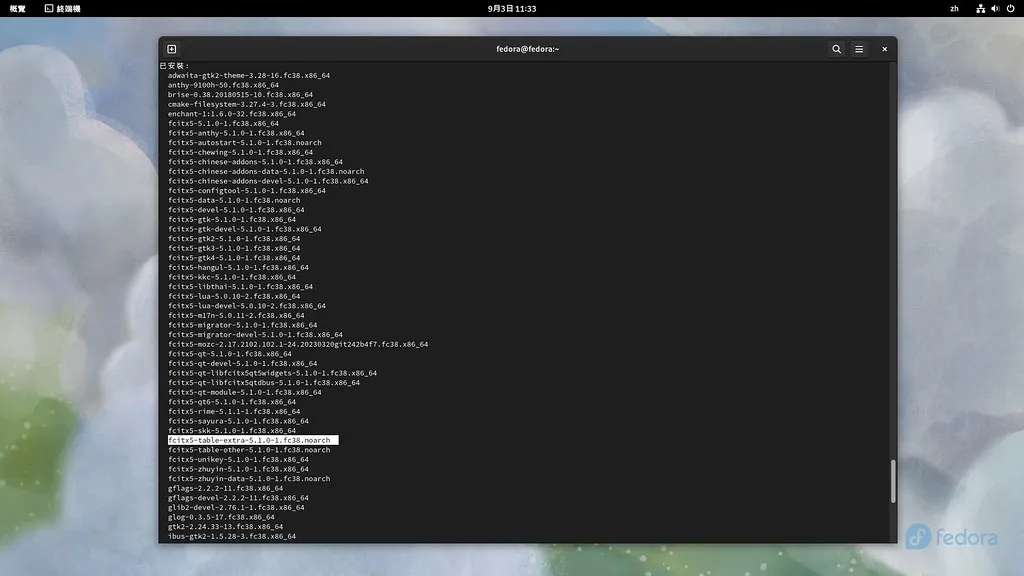 概覽 終端機 9月3日 11:33 zh
fedora@fedora:~
已安裝：
adwaita-gtk2-theme-3.28-16.fc38.x86_64
anthy-9100h-50.fc38.x86_64
brise-0.38.20180515-10.fc38.x86_64
cmake-filesystem-3.27.4-3.fc38.x86_64
enchant-1:1.6.0-32.fc38.x86_64
fcitx5-5.1.0-1.fc38.x86_64
fcitx5-anthy-5.1.0-1.fc38.x86_64
fcitx5-autostart-5.1.0-1.fc38.noarch
fcitx5-chewing-5.1.0-1.fc38.x86_64
fcitx5-chinese-addons-5.1.0-1.fc38.x86_64
fcitx5-chinese-addons-data-5.1.0-1.fc38.noarch
fcitx5-chinese-addons-devel-5.1.0-1.fc38.x86_64
fcitx5-configtool-5.1.0-1.fc38.x86_64
fcitx5-data-5.1.0-1.fc38.noarch
fcitx5-devel-5.1.0-1.fc38.x86_64
fcitx5-gtk-5.1.0-1.fc38.x86_64
fcitx5-gtk-devel-5.1.0-1.fc38.x86_64
fcitx5-gtk2-5.1.0-1.fc38.x86_64
fcitx5-gtk3-5.1.0-1.fc38.x86_64
fcitx5-gtk4-5.1.0-1.fc38.x86_64
fcitx5-hangul-5.1.0-1.fc38.x86_64
fcitx5-kkc-5.1.0-1.fc38.x86_64
fcitx5-libthai-5.1.0-1.fc38.x86_64
fcitx5-lua-5.0.10-2.fc38.x86_64
fcitx5-lua-devel-5.0.10-2.fc38.x86_64
fcitx5-m17n-5.0.11-2.fc38.x86_64
fcitx5-migrator-5.1.0-1.fc38.x86_64
fcitx5-migrator-devel-5.1.0-1.fc38.x86_64
fcitx5-mozc-2.17.2102.102.1-24.20230320git242b4f7.fc38.x86_64
fcitx5-qt-5.1.0-1.fc38.x86_64
fcitx5-qt-devel-5.1.0-1.fc38.x86_64
fcitx5-qt-libfcitx5qt5widgets-5.1.0-1.fc38.x86_64
fcitx5-qt-libfcitx5qtdbus-5.1.0-1.fc38.x86_64
fcitx5-qt-module-5.1.0-1.fc38.x86_64
fcitx5-qt6-5.1.0-1.fc38.x86_64
fcitx5-rime-5.1.1-1.fc38.x86_64
fcitx5-sayura-5.1.0-1.fc38.x86_64
fcitx5-skk-5.1.0-1.fc38.x86_64
fcitx5-table-extra-5.1.0-1.fc38.noarch
fcitx5-table-other-5.1.0-1.fc38.noarch
fcitx5-unikey-5.1.0-1.fc38.x86_64
fcitx5-zhuyin-5.1.0-1.fc38.x86_64
fcitx5-zhuyin-data-5.1.0-1.fc38.noarch
gflags-2.2.2-11.fc38.x86_64
gflags-devel-2.2.2-11.fc38.x86_64
glib2-devel-2.76.1-1.fc38.x86_64
glog-0.3.5-17.fc38.x86_64
gtk2-2.24.33-13.fc38.x86_64
ibus-gtk2-1.5.28-3.fc38.x86_64
fedora